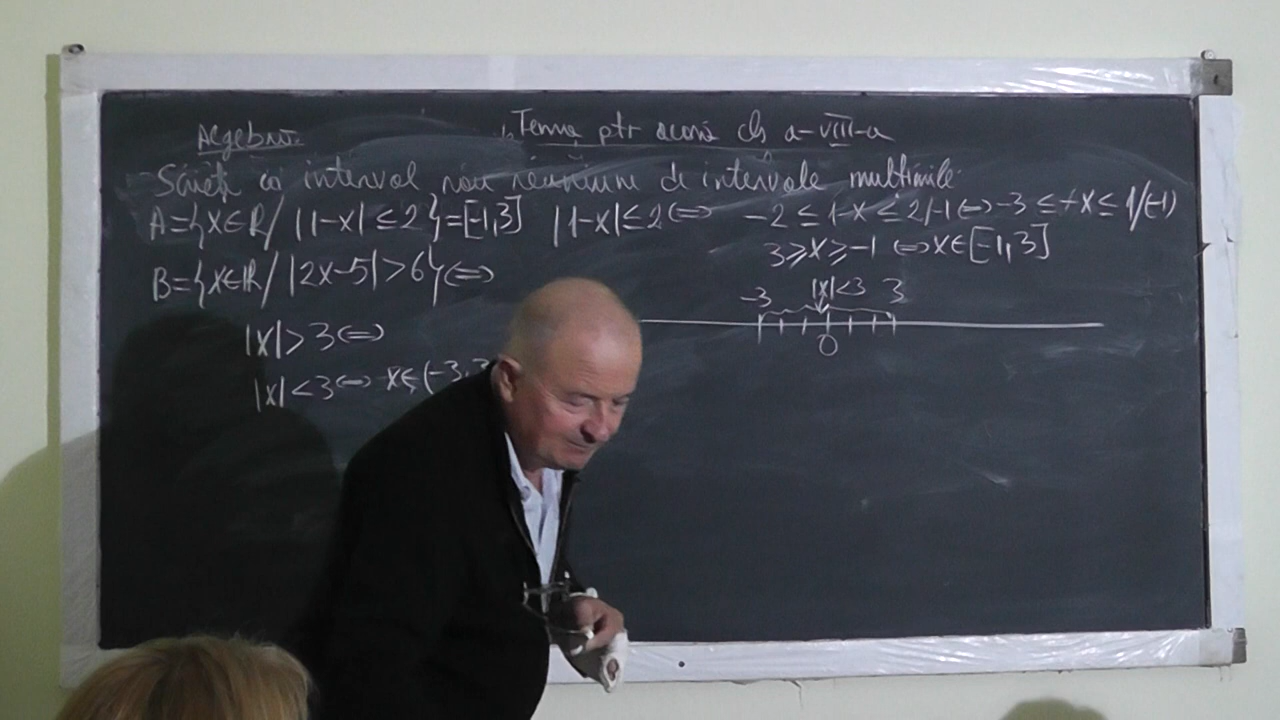 Algebră.
Temă ptr acasă cls a-VIII-a
Scrieți ca interval sau reuniune de intervale mulțimile
A={x∈R/ |1-x|≤2}=[-1,3] |1-x|≤2⇔ -2≤1-x≤2/-1⇔-3≤-x≤1/(-1)
3≥x≥-1 ⇔x∈[-1,3]
B={x∈R/ |2x-5|>6}⇔
-3 |x|<3 3
|x|>3⇔
0
|x|<3⇔ x∈(-3,3